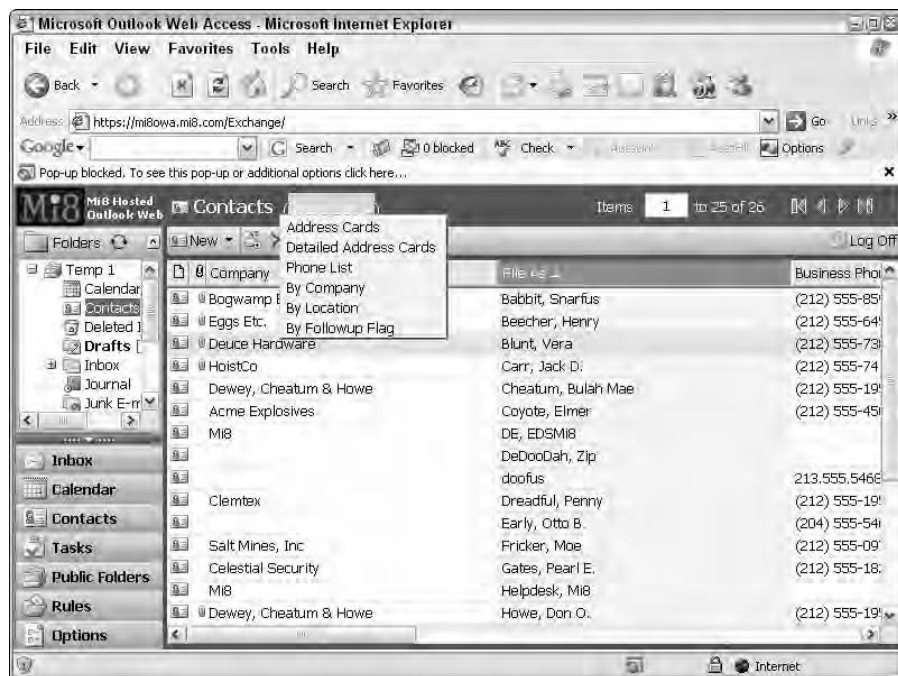 Microsoft Outlook Web Access - Microsoft Internet Explorer
File Edit View Favorites Tools Help
Back Search Favorites
Address https://mi8owa.mi8.com/Exchange/ Go Links »
Google Search 0 blocked Check Options
Pop-up blocked. To see this pop-up or additional options click here...
Mi8 Mi8 Hosted
Outlook Web
Contacts
Items 1 to 25 of 26
Address Cards
Detailed Address Cards
Phone List
By Company
By Location
By Followup Flag
Folders New Log Off
Temp 1
Calendar
Contacts
Deleted I
Drafts [
Inbox
Journal
Junk E-m
Inbox
Calendar
Contacts
Tasks
Public Folders
Rules
Options
Company File As Business Phon
Bogwamp E Babbit, Snarfus (212) 555-85
Eggs Etc. Beecher, Henry (212) 555-64
Deuce Hardware Blunt, Vera (212) 555-73
HoistCo Carr, Jack D. (212) 555-74
Dewey, Cheatum & Howe Cheatum, Bulah Mae (212) 555-19
Acme Explosives Coyote, Elmer (212) 555-45
Mi8 DE, EDSMi8
DeDooDah, Zip
doofus 213.555.5468
Clemtex Dreadful, Penny (212) 555-19
Early, Otto B. (204) 555-54
Salt Mines, Inc Fricker, Moe (212) 555-09
Celestial Security Gates, Pearl E. (212) 555-18
Mi8 Helpdesk, Mi8
Dewey, Cheatum & Howe Howe, Don O. (212) 555-19
Internet